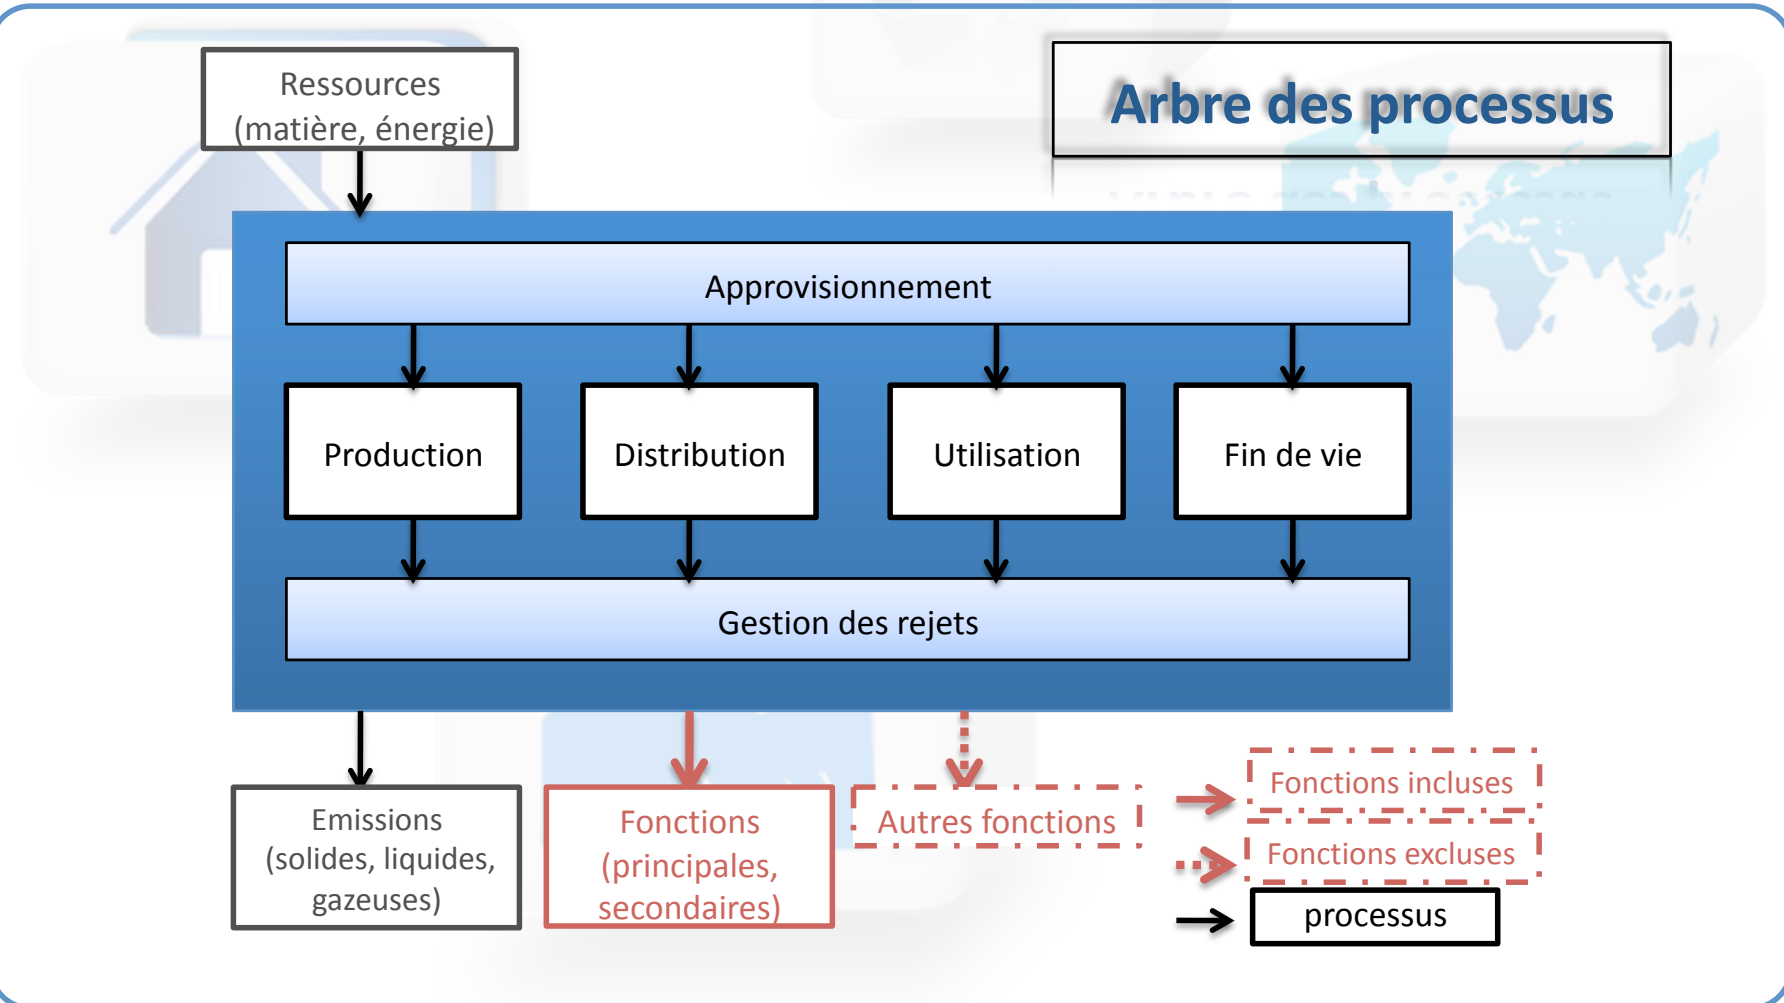 Ressources
(matière, énergie)
Arbre des processus
Approvisionnement
Production
Distribution
Utilisation
Fin de vie
Gestion des rejets
Emissions
(solides, liquides,
gazeuses)
Fonctions
(principales,
secondaires)
Autres fonctions
Fonctions incluses
Fonctions excluses
processus